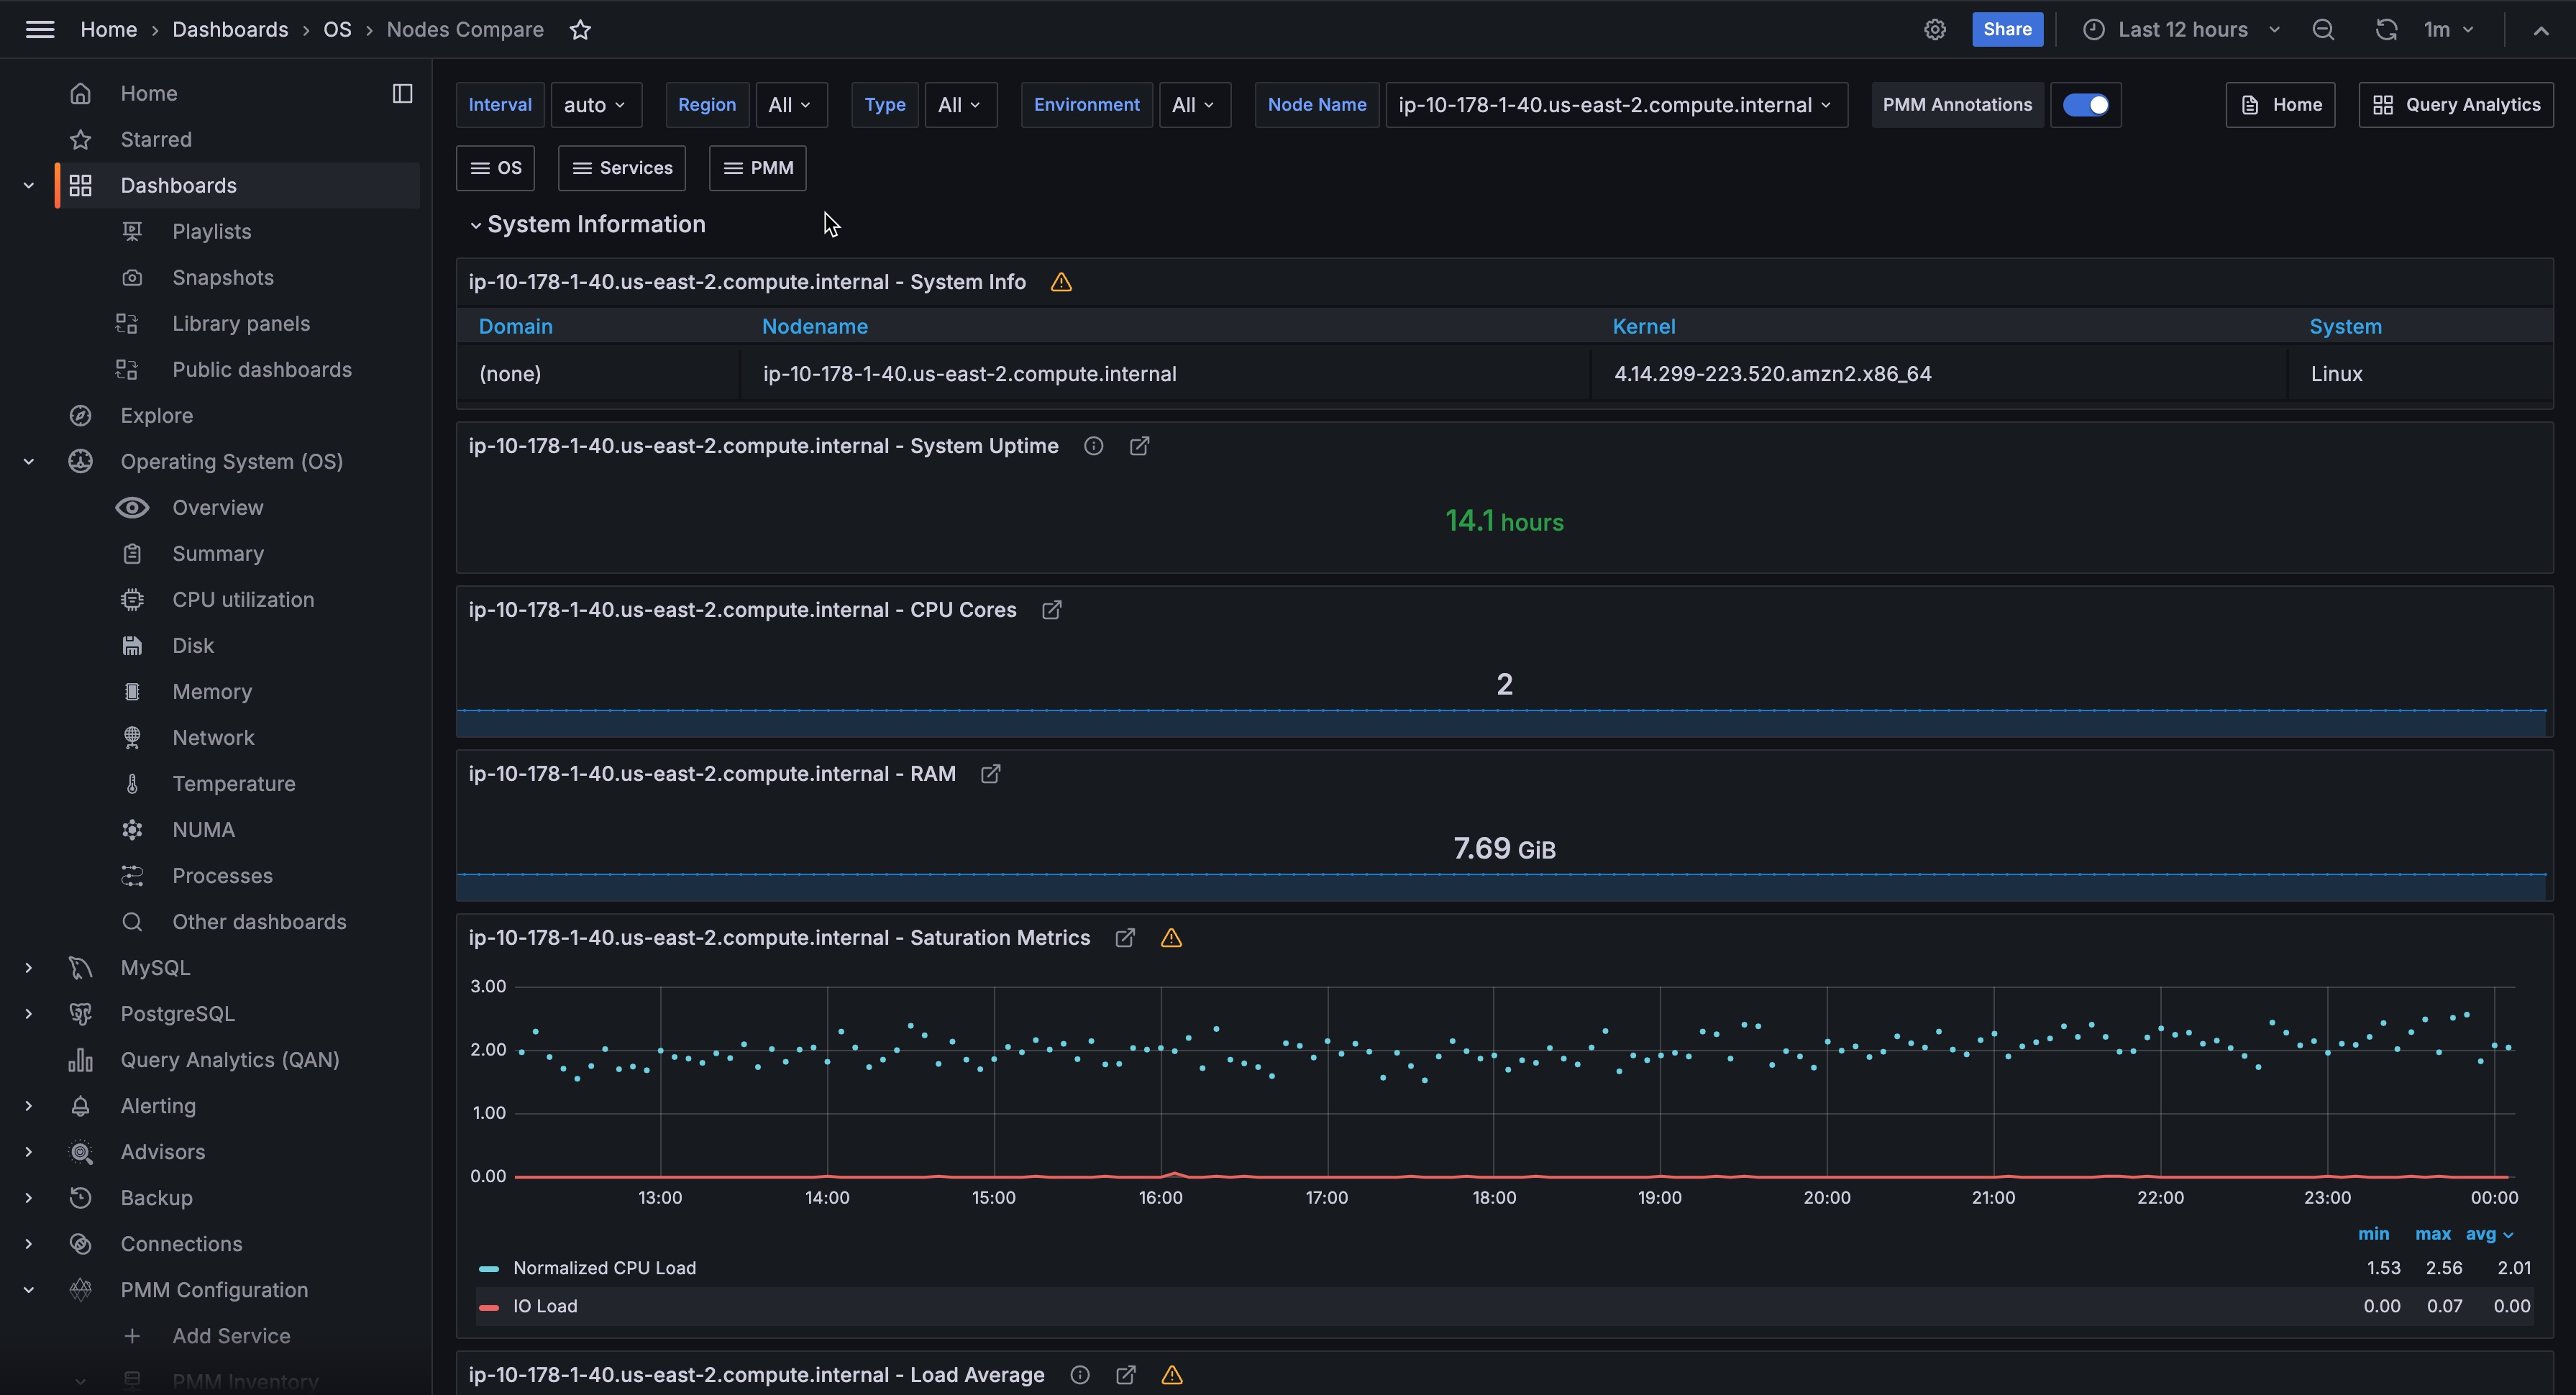 Home › Dashboards › OS › Nodes Compare
Share
Last 12 hours
1m
Home
Starred
Dashboards
Playlists
Snapshots
Library panels
Public dashboards
Explore
Operating System (OS)
Overview
Summary
CPU utilization
Disk
Memory
Network
Temperature
NUMA
Processes
Other dashboards
MySQL
PostgreSQL
Query Analytics (QAN)
Alerting
Advisors
Backup
Connections
PMM Configuration
Add Service
PMM Inventory
Interval auto Region All Type All Environment All Node Name ip-10-178-1-40.us-east-2.compute.internal PMM Annotations Home Query Analytics
OS Services PMM
System Information
ip-10-178-1-40.us-east-2.compute.internal - System Info
Domain Nodename Kernel System
(none) ip-10-178-1-40.us-east-2.compute.internal 4.14.299-223.520.amzn2.x86_64 Linux
ip-10-178-1-40.us-east-2.compute.internal - System Uptime
14.1 hours
ip-10-178-1-40.us-east-2.compute.internal - CPU Cores
2
ip-10-178-1-40.us-east-2.compute.internal - RAM
7.69 GiB
ip-10-178-1-40.us-east-2.compute.internal - Saturation Metrics
3.00
2.00
1.00
0.00
13:00 14:00 15:00 16:00 17:00 18:00 19:00 20:00 21:00 22:00 23:00 00:00
min max avg
Normalized CPU Load 1.53 2.56 2.01
IO Load 0.00 0.07 0.00
ip-10-178-1-40.us-east-2.compute.internal - Load Average